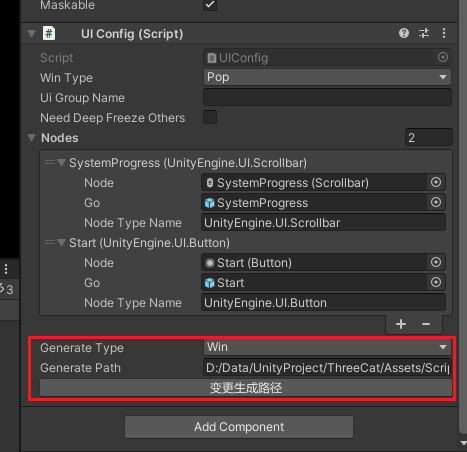 Maskable
UI Config (Script)
Script
UIConfig
Win Type
Pop
Ui Group Name
Need Deep Freeze Others
Nodes
2
SystemProgress (UnityEngine.UI.Scrollbar)
Node
SystemProgress (Scrollbar)
Go
SystemProgress
Node Type Name
UnityEngine.UI.Scrollbar
Start (UnityEngine.UI.Button)
Node
Start (Button)
Go
Start
Node Type Name
UnityEngine.UI.Button
3
Generate Type
Win
Generate Path
D:/Data/UnityProject/ThreeCat/Assets/Scrip
变更生成路径
Add Component